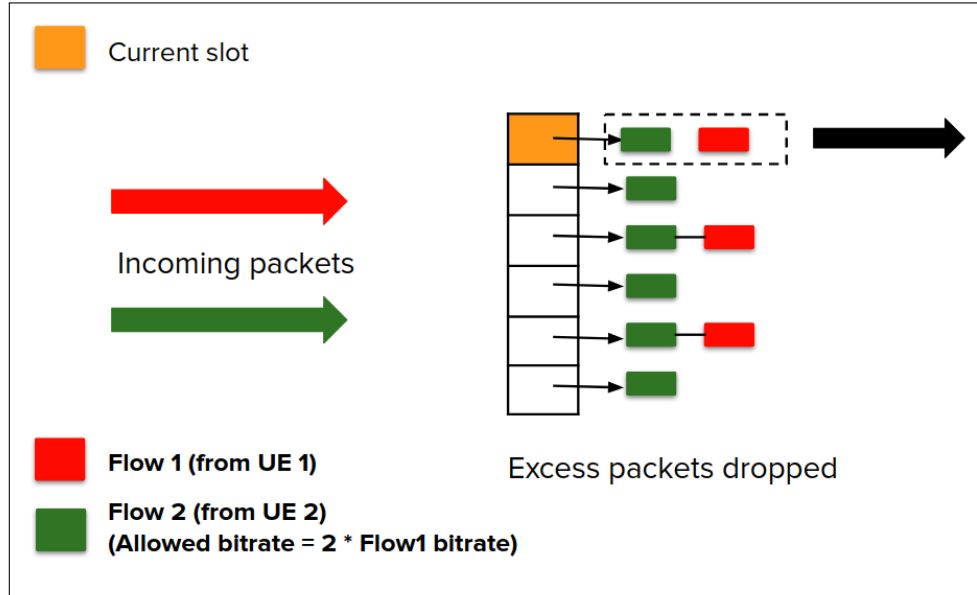 Current slot
Incoming packets
Flow 1 (from UE 1)
Excess packets dropped
Flow 2 (from UE 2)
(Allowed bitrate = 2 * Flow1 bitrate)